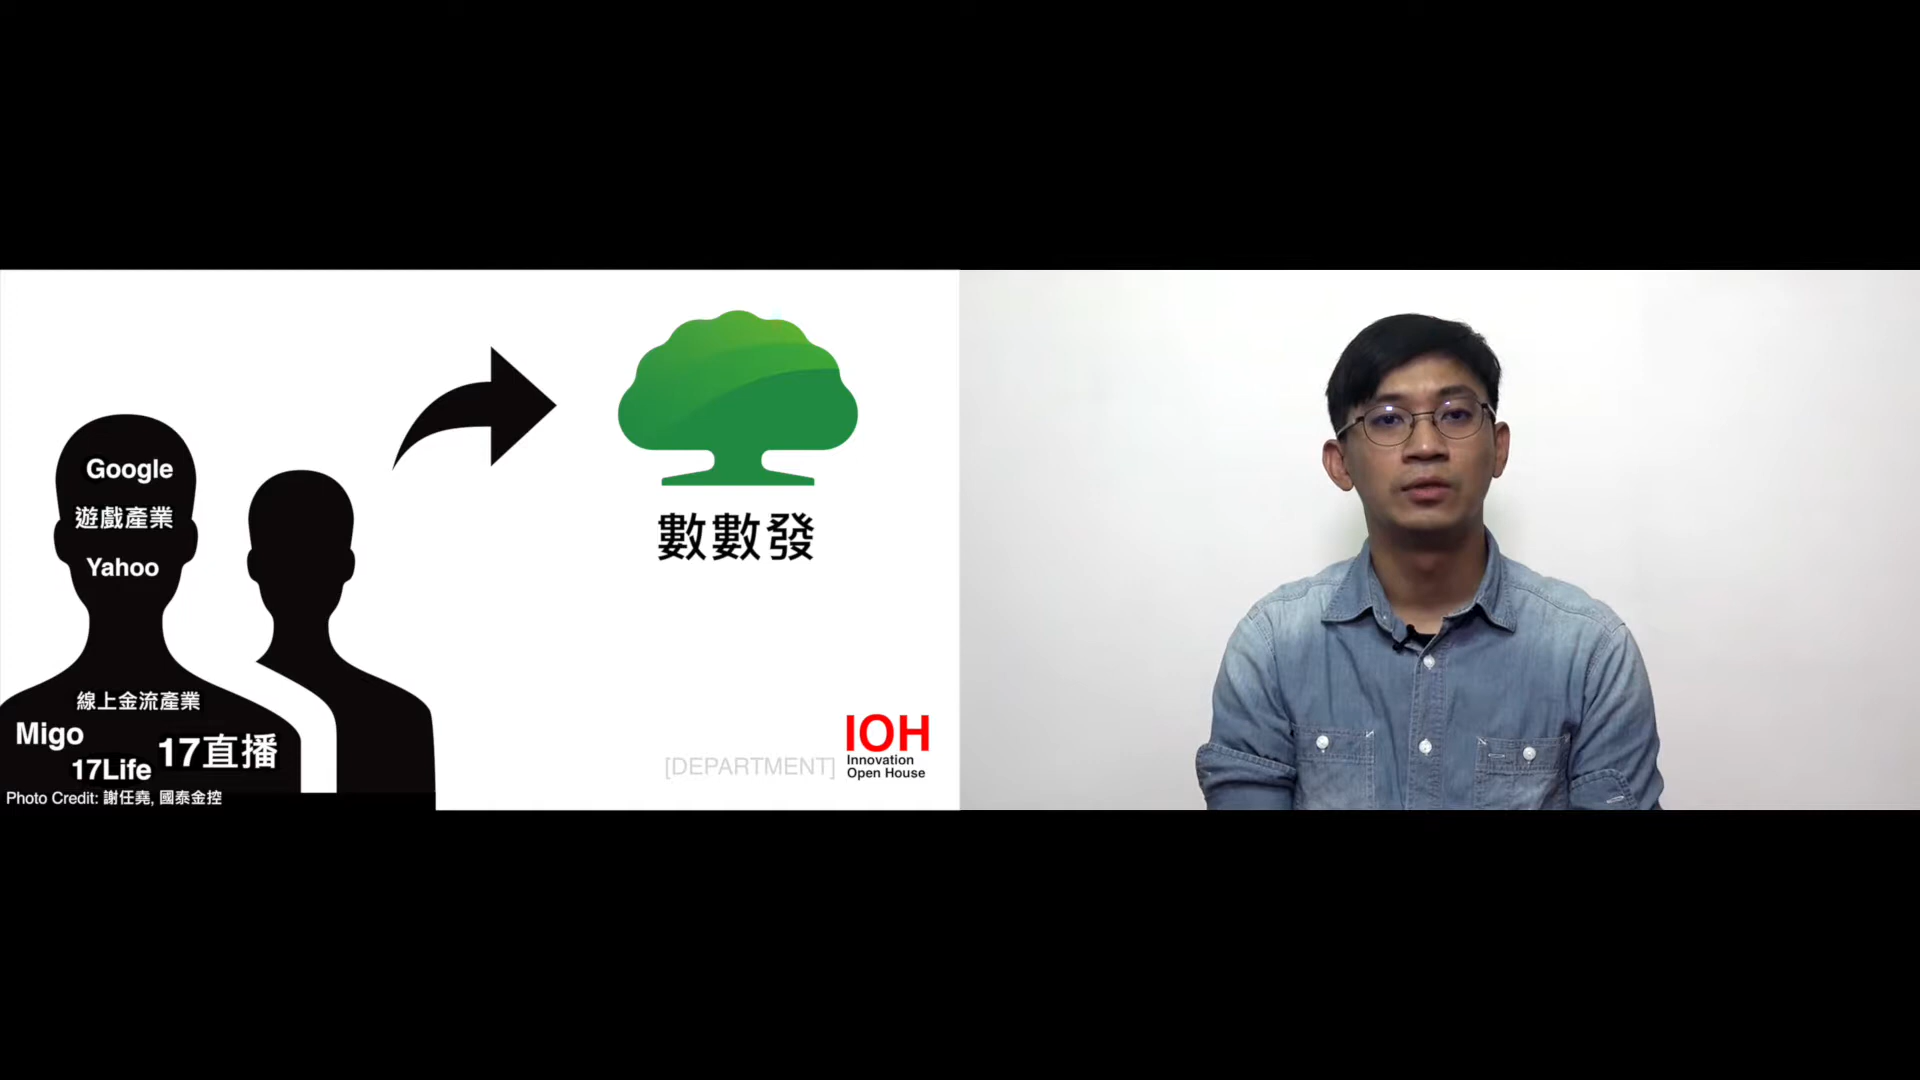 Google
遊戲產業
Yahoo
線上金流產業
Migo
17直播
17Life
Photo Credit: 謝任堯, 國泰金控
數數發
[DEPARTMENT]
IOH
Innovation
Open House